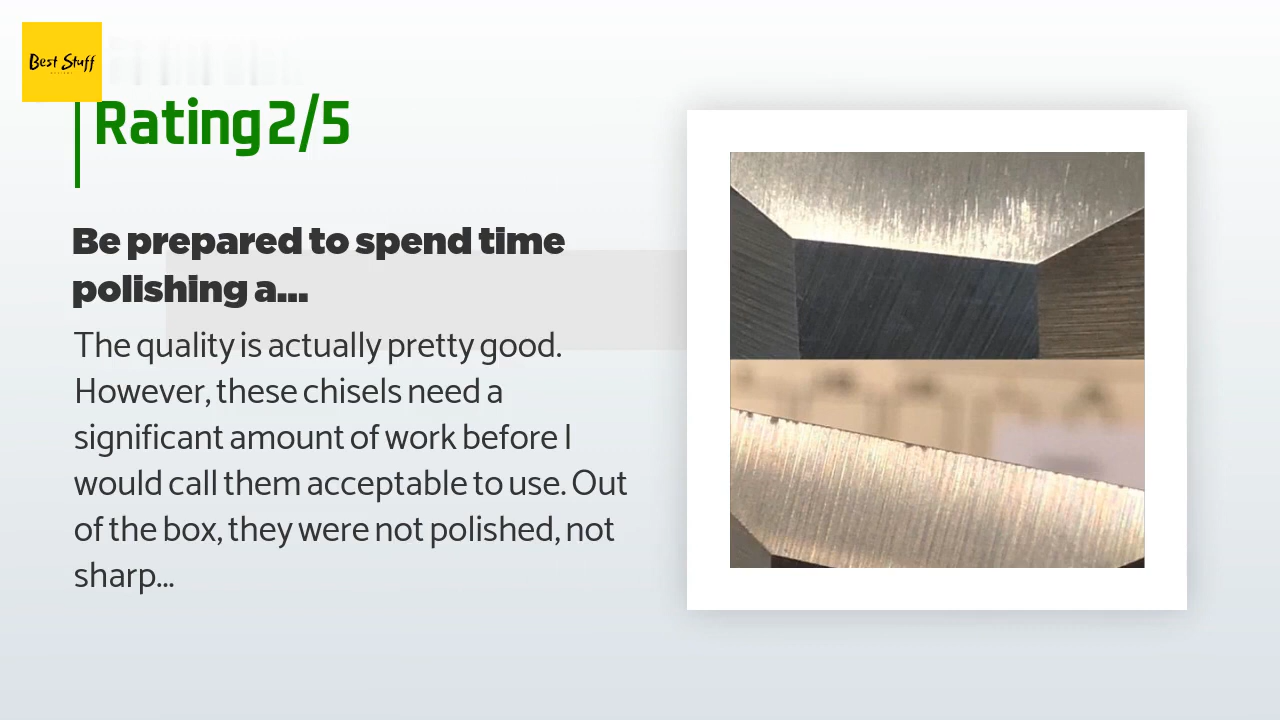 Best Stuff
Rating 2/5
Be prepared to spend time
polishing a...
The quality is actually pretty good.
However, these chisels need a
significant amount of work before I
would call them acceptable to use. Out
of the box, they were not polished, not
sharp...